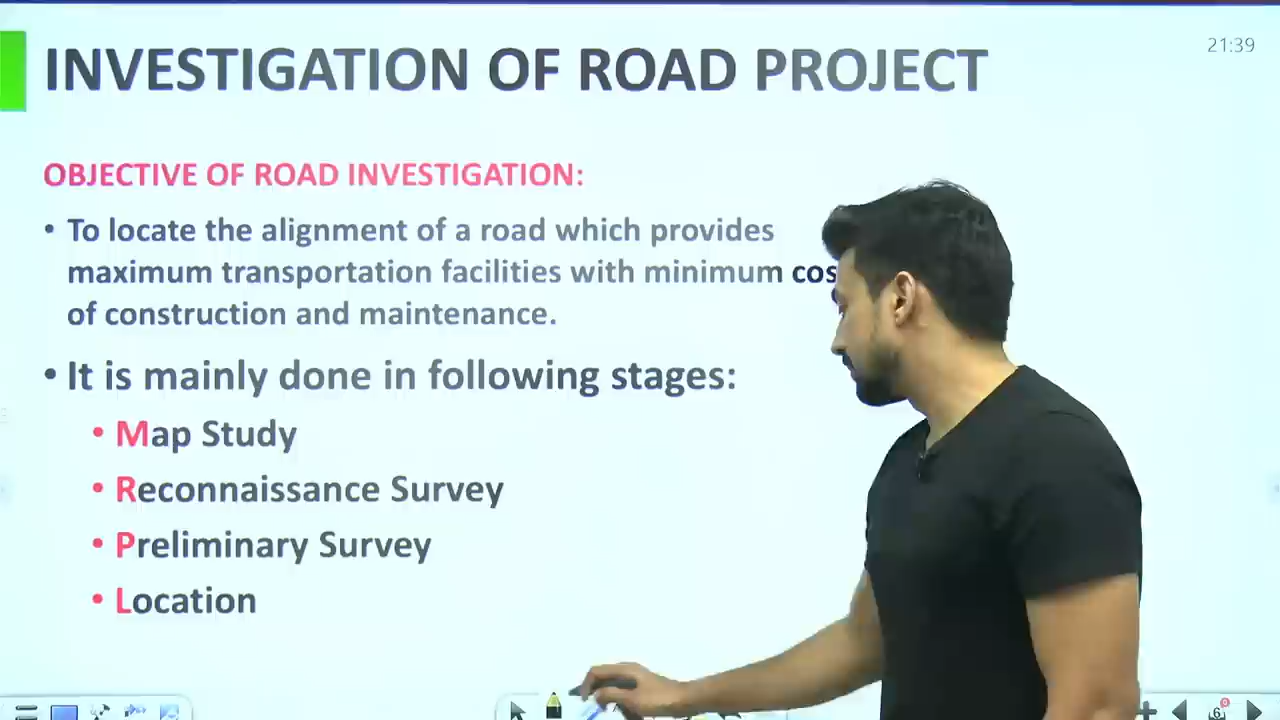 INVESTIGATION OF ROAD PROJECT
21:39
OBJECTIVE OF ROAD INVESTIGATION:
• To locate the alignment of a road which provides
maximum transportation facilities with minimum cos
of construction and maintenance.
• It is mainly done in following stages:
• Map Study
• Reconnaissance Survey
• Preliminary Survey
• Location